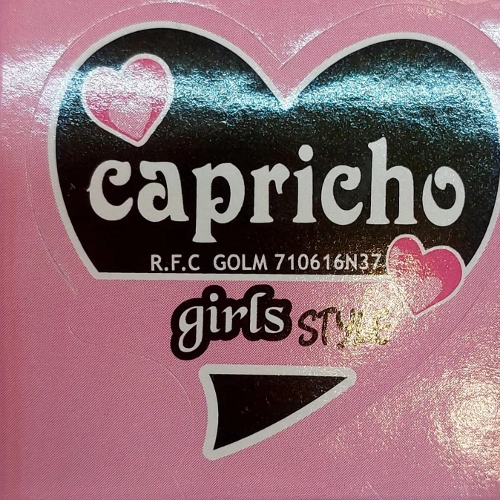 capricho
R.F.C GOLM 710616N37
girls STYLE